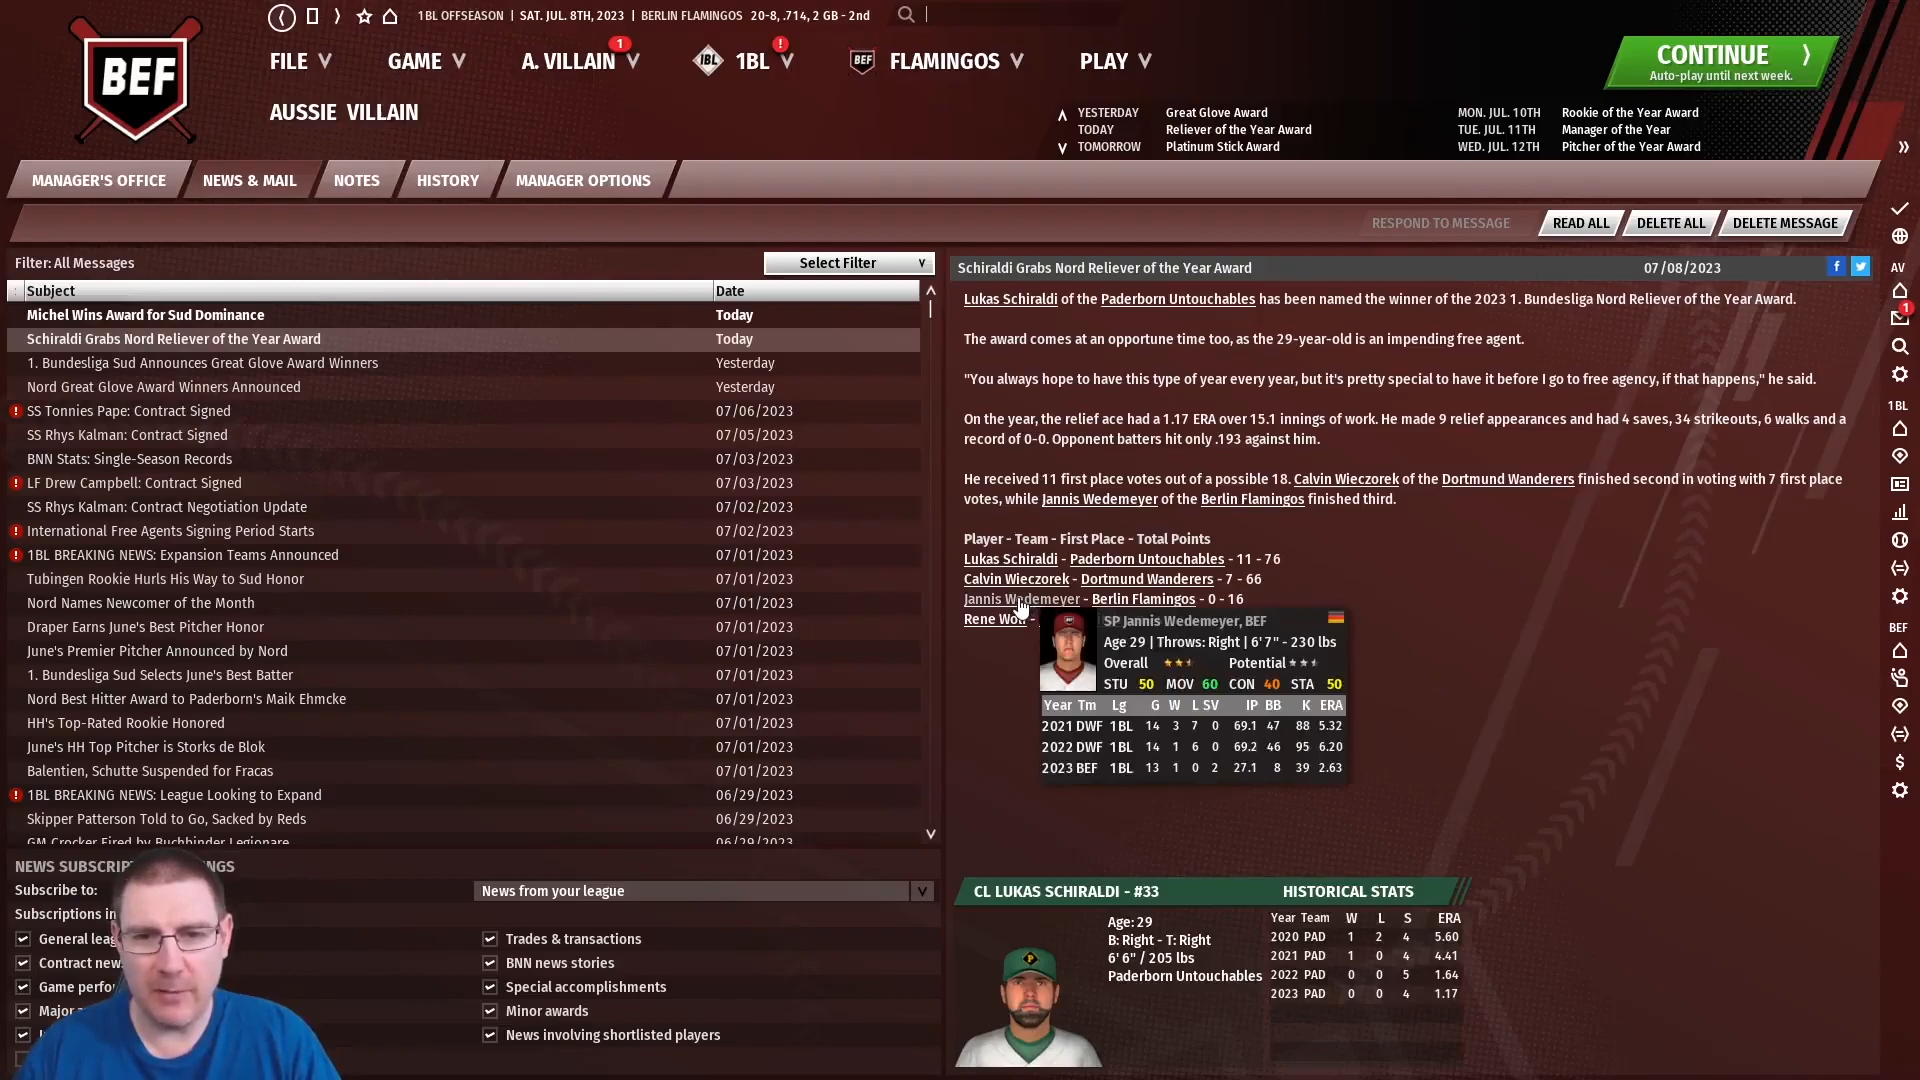 1BL OFFSEASON | SAT. JUL. 8TH, 2023 | BERLIN FLAMINGOS 20-8, .714, 2 GB - 2nd
BEF
FILE
GAME
A. VILLAIN
1
IBL
1BL
!
BEF
FLAMINGOS
PLAY
CONTINUE
Auto-play until next week.
AUSSIE VILLAIN
YESTERDAY Great Glove Award
TODAY Reliever of the Year Award
TOMORROW Platinum Stick Award
MON. JUL. 10TH Rookie of the Year Award
TUE. JUL. 11TH Manager of the Year
WED. JUL. 12TH Pitcher of the Year Award
MANAGER'S OFFICE NEWS & MAIL NOTES HISTORY MANAGER OPTIONS
RESPOND TO MESSAGE READ ALL DELETE ALL DELETE MESSAGE
Filter: All Messages
Select Filter
Subject Date
Michel Wins Award for Sud Dominance Today
Schiraldi Grabs Nord Reliever of the Year Award Today
1. Bundesliga Sud Announces Great Glove Award Winners Yesterday
Nord Great Glove Award Winners Announced Yesterday
! SS Tonnies Pape: Contract Signed 07/06/2023
SS Rhys Kalman: Contract Signed 07/05/2023
BNN Stats: Single-Season Records 07/03/2023
! LF Drew Campbell: Contract Signed 07/03/2023
SS Rhys Kalman: Contract Negotiation Update 07/02/2023
! International Free Agents Signing Period Starts 07/02/2023
! 1BL BREAKING NEWS: Expansion Teams Announced 07/01/2023
Tubingen Rookie Hurls His Way to Sud Honor 07/01/2023
Nord Names Newcomer of the Month 07/01/2023
Draper Earns June's Best Pitcher Honor 07/01/2023
June's Premier Pitcher Announced by Nord 07/01/2023
1. Bundesliga Sud Selects June's Best Batter 07/01/2023
Nord Best Hitter Award to Paderborn's Maik Ehmcke 07/01/2023
HH's Top-Rated Rookie Honored 07/01/2023
June's HH Top Pitcher is Storks de Blok 07/01/2023
Balentien, Schutte Suspended for Fracas 07/01/2023
! 1BL BREAKING NEWS: League Looking to Expand 06/29/2023
Skipper Patterson Told to Go, Sacked by Reds 06/29/2023
GM Crocker Fired by Buchbinder Legionare 06/29/2023
NEWS SUBSCRIP NGS
Subscribe to: News from your league
Subscriptions in
General leag
Contract new
Game perfo
Major
Trades & transactions
BNN news stories
Special accomplishments
Minor awards
News involving shortlisted players
Schiraldi Grabs Nord Reliever of the Year Award 07/08/2023
Lukas Schiraldi of the Paderborn Untouchables has been named the winner of the 2023 1. Bundesliga Nord Reliever of the Year Award.
The award comes at an opportune time too, as the 29-year-old is an impending free agent.
"You always hope to have this type of year every year, but it's pretty special to have it before I go to free agency, if that happens," he said.
On the year, the relief ace had a 1.17 ERA over 15.1 innings of work. He made 9 relief appearances and had 4 saves, 34 strikeouts, 6 walks and a
record of 0-0. Opponent batters hit only .193 against him.
He received 11 first place votes out of a possible 18. Calvin Wieczorek of the Dortmund Wanderers finished second in voting with 7 first place
votes, while Jannis Wedemeyer of the Berlin Flamingos finished third.
Player - Team - First Place - Total Points
Lukas Schiraldi - Paderborn Untouchables - 11 - 76
Calvin Wieczorek - Dortmund Wanderers - 7 - 66
Jannis Wedemeyer - Berlin Flamingos - 0 - 16
Rene Wolf -
SP Jannis Wedemeyer, BEF
Age 29 | Throws: Right | 6' 7" - 230 lbs
Overall Potential
STU 50 MOV 60 CON 40 STA 50
Year Tm Lg G W L SV IP BB K ERA
2021 DWF 1BL 14 3 7 0 69.1 47 88 5.32
2022 DWF 1BL 14 1 6 0 69.2 46 95 6.20
2023 BEF 1BL 13 1 0 2 27.1 8 39 2.63
CL LUKAS SCHIRALDI - #33
Age: 29
B: Right - T: Right
6' 6" / 205 lbs
Paderborn Untouchables
HISTORICAL STATS
Year Team W L S ERA
2020 PAD 1 2 4 5.60
2021 PAD 1 0 4 4.41
2022 PAD 0 0 5 1.64
2023 PAD 0 0 4 1.17
AV
1
1BL
BEF
$